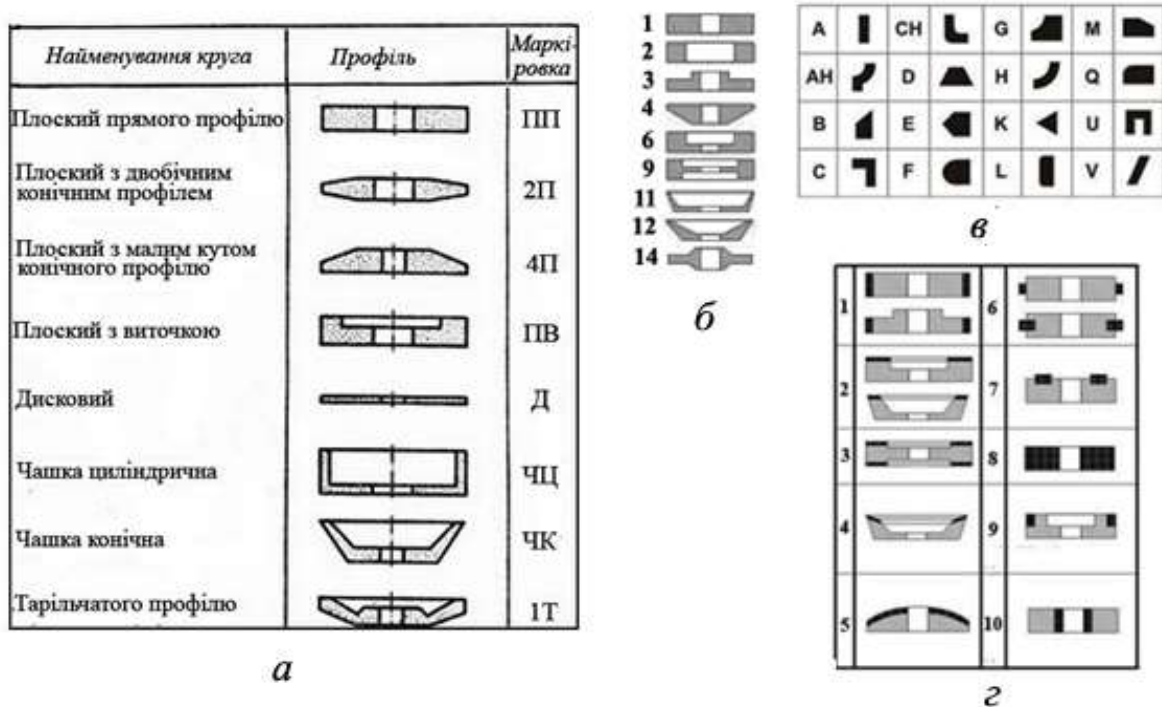 Найменування круга Профіль Маркі-
ровка
Плоский прямого профілю ПП
Плоский з двобічним
конічним профілем 2П
Плоский з малим кутом
конічного профілю 4П
Плоский з виточкою ПВ
Дисковий Д
Чашка циліндрична ЧЦ
Чашка конічна ЧК
Тарільчатого профілю 1Т
а
1
2
3
4
6
9
11
12
14
б
A CH G M
AH D H Q
B E K U
C F L V
в
1 6
2 7
3 8
4 9
5 10
г